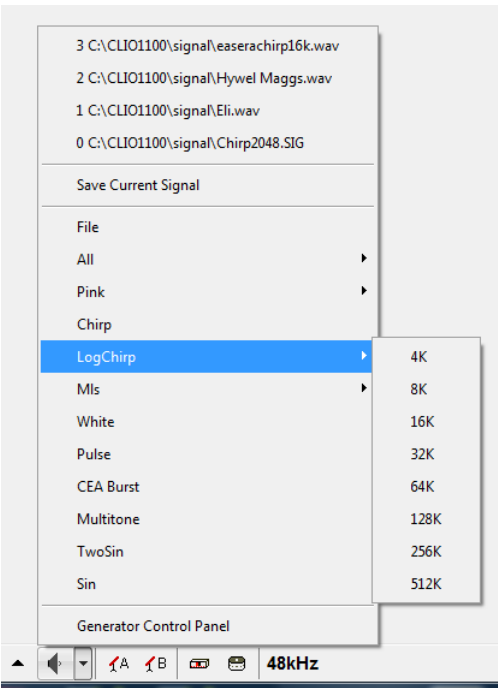 3 C:\CLIO1100\signal\easerachirp16k.wav
2 C:\CLIO1100\signal\Hywel Maggs.wav
1 C:\CLIO1100\signal\Eli.wav
0 C:\CLIO1100\signal\Chirp2048.SIG
Save Current Signal
File
All
Pink
Chirp
LogChirp
Mls
White
Pulse
CEA Burst
Multitone
TwoSin
Sin
Generator Control Panel
4K
8K
16K
32K
64K
128K
256K
512K
A B 48kHz